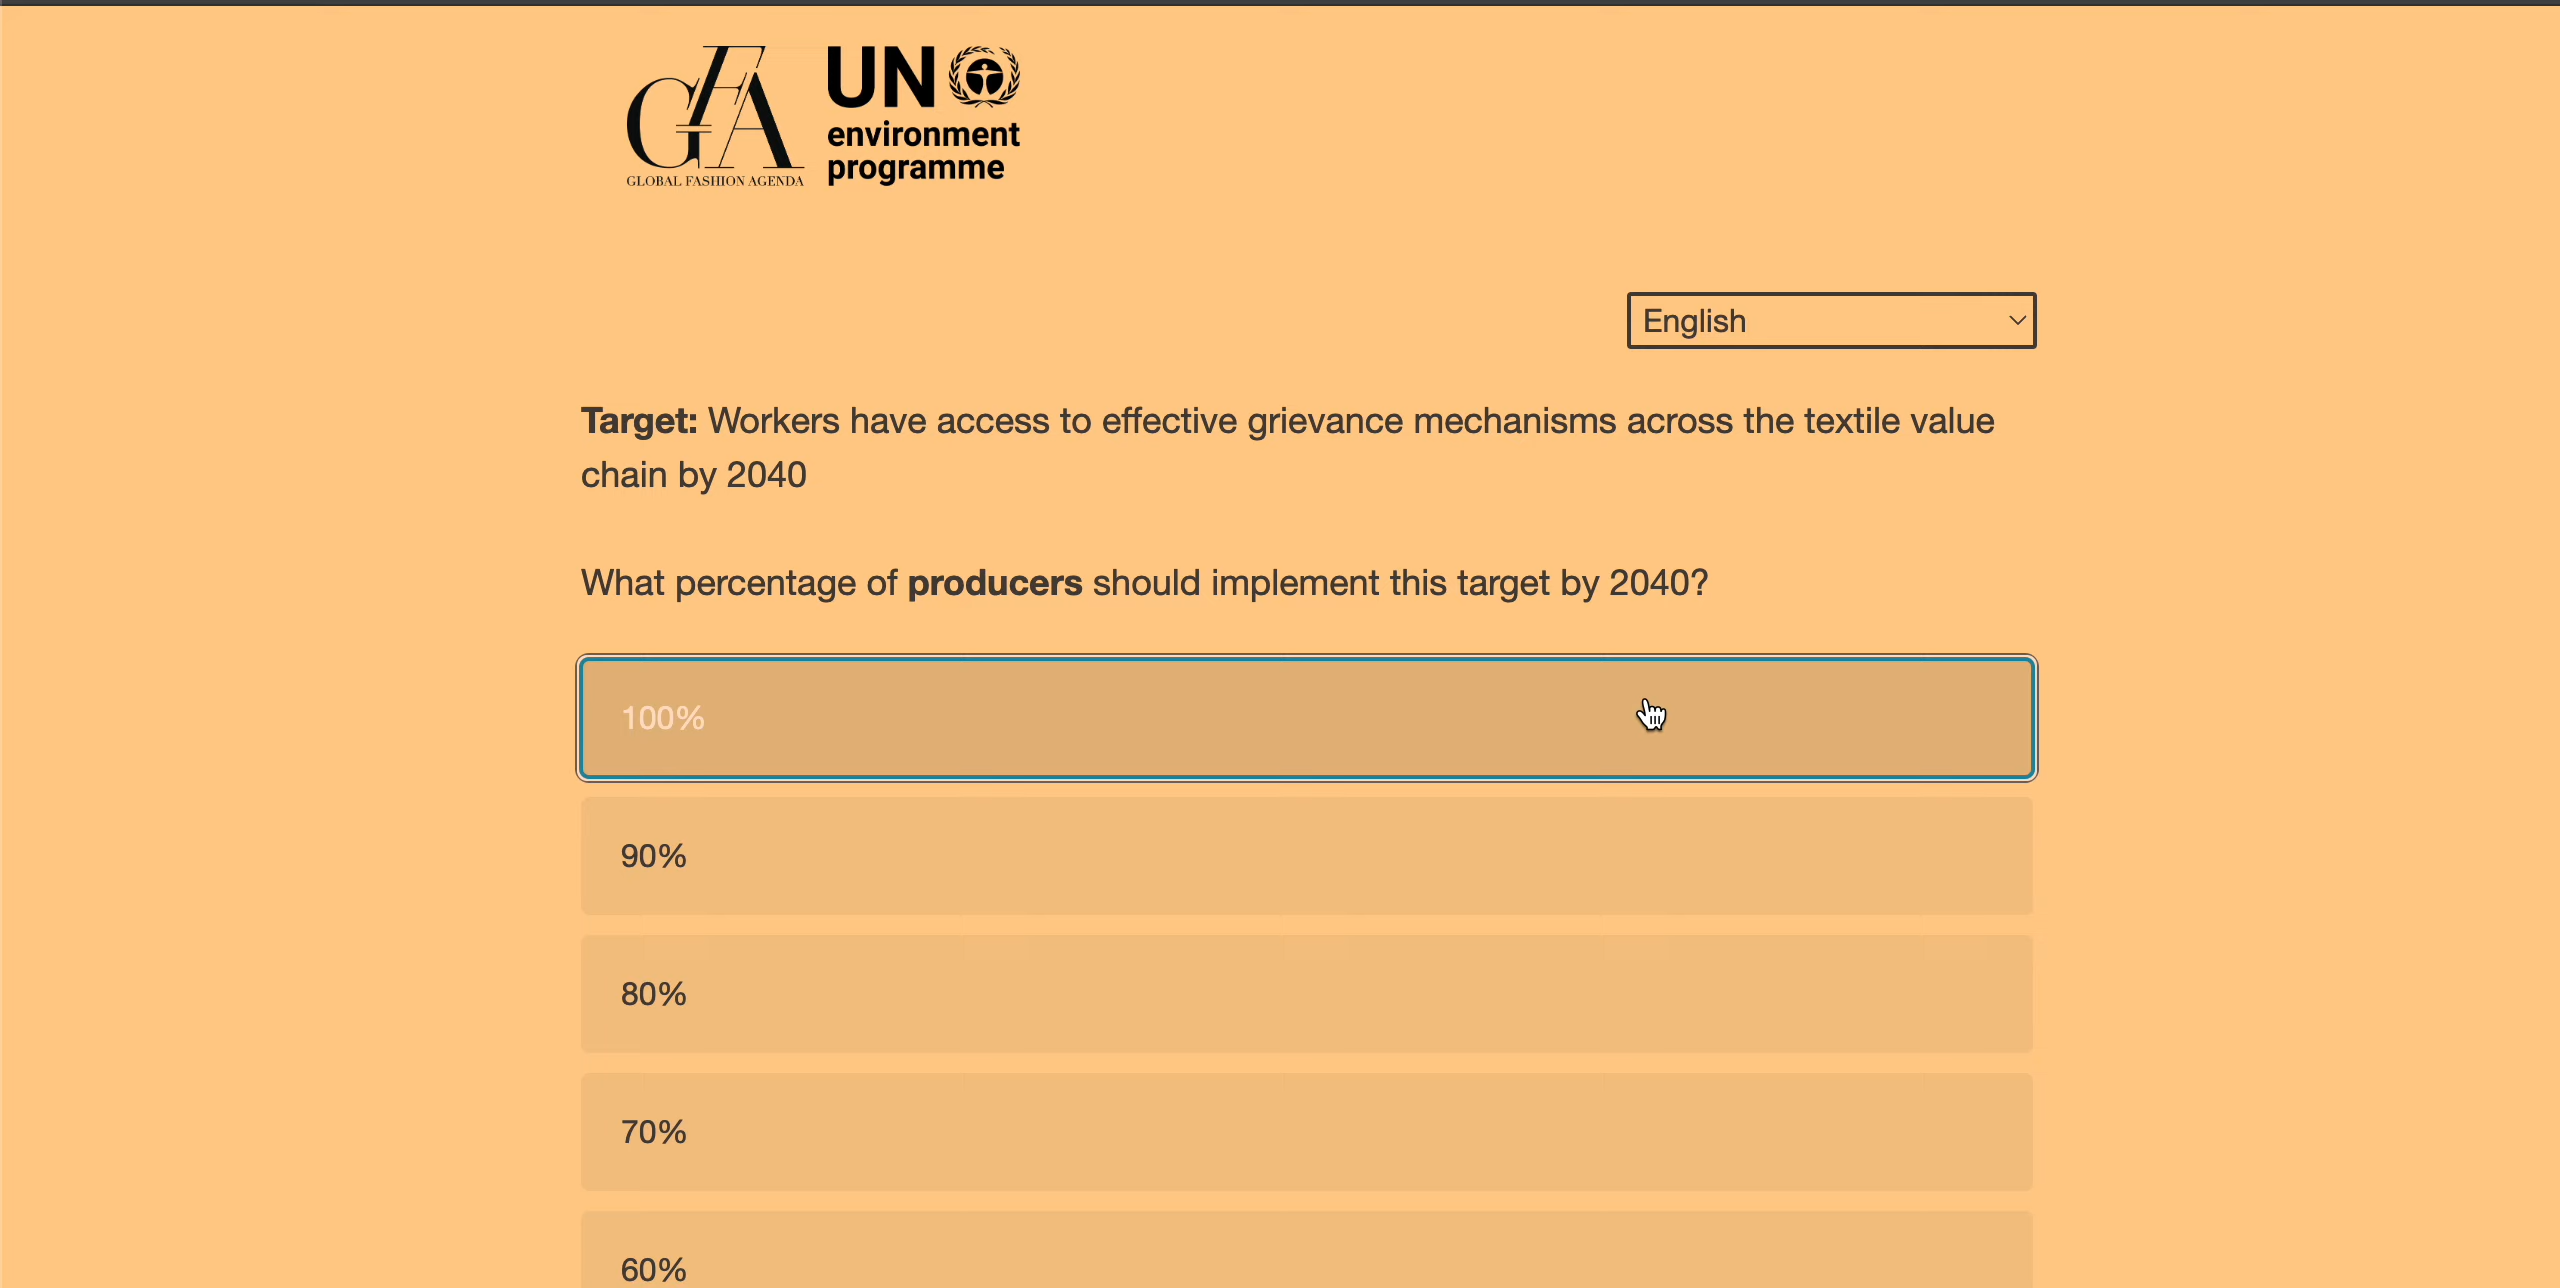 GFA
GLOBAL FASHION AGENDA
UN
environment
programme
English
Target: Workers have access to effective grievance mechanisms across the textile value
chain by 2040
What percentage of producers should implement this target by 2040?
100%
90%
80%
70%
60%